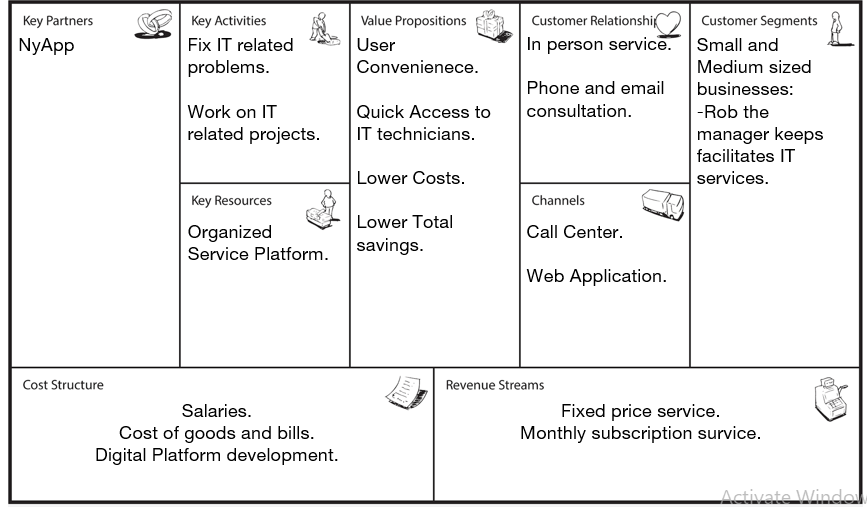 Key Partners
NyApp
Key Activities
Fix IT related
problems.
Work on IT
related projects.
Key Resources
Organized
Service Platform.
Value Propositions
User
Convenienece.
Quick Access to
IT technicians.
Lower Costs.
Lower Total
savings.
Customer Relationship
In person service.
Phone and email
consultation.
Channels
Call Center.
Web Application.
Customer Segments
Small and
Medium sized
businesses:
-Rob the
manager keeps
facilitates IT
services.
Cost Structure
Salaries.
Cost of goods and bills.
Digital Platform development.
Revenue Streams
Fixed price service.
Monthly subscription survice.
Activate Window